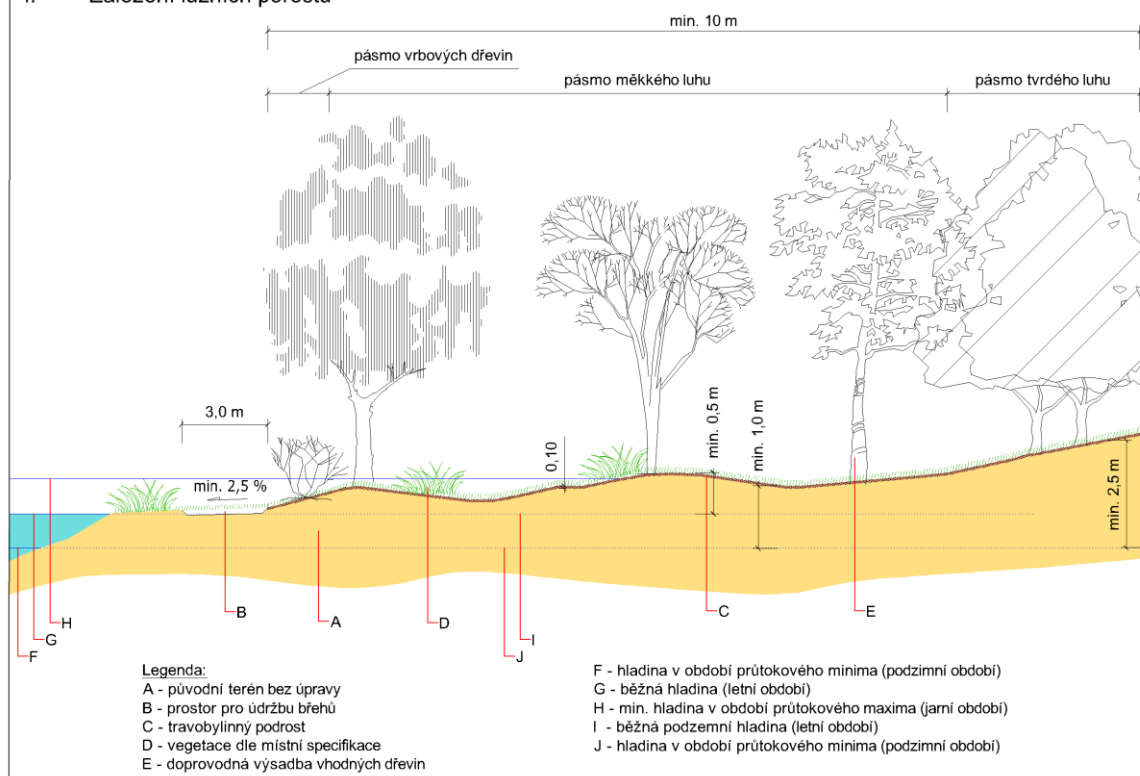 Založení lužních porostů
min. 10 m
pásmo vrbových dřevin
pásmo měkkého luhu
pásmo tvrdého luhu
3,0 m
min. 2,5 %
0,10
min. 0,5 m
min. 1,0 m
min. 2,5 m
F
G
H
B
A
D
J
I
C
E
Legenda:
A - původní terén bez úpravy
B - prostor pro údržbu břehů
C - travobylinný podrost
D - vegetace dle místní specifikace
E - doprovodná výsadba vhodných dřevin
F - hladina v období průtokového minima (podzimní období)
G - běžná hladina (letní období)
H - min. hladina v období průtokového maxima (jarní období)
I - běžná podzemní hladina (letní období)
J - hladina v období průtokového minima (podzimní období)